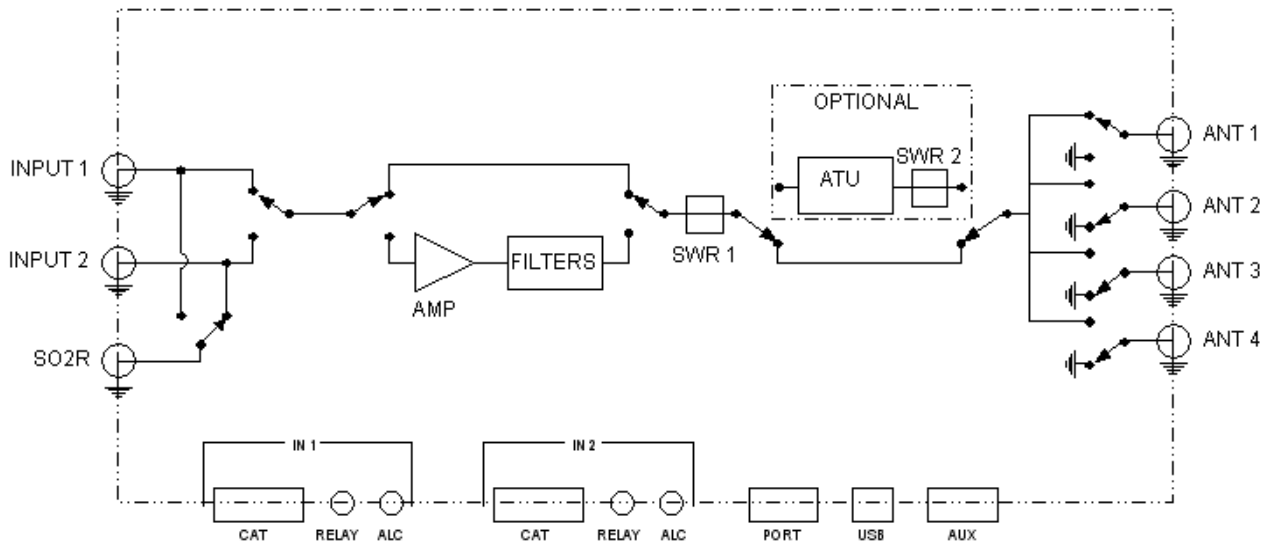 OPTIONAL
ANT 1
INPUT 1
SWR 2
ATU
ANT 2
INPUT 2
SWR 1
FILTERS
ANT 3
AMP
SO2R
ANT 4
IN 1
IN 2
CAT
RELAY
ALC
CAT
RELAY
ALC
PORT
USB
AUX